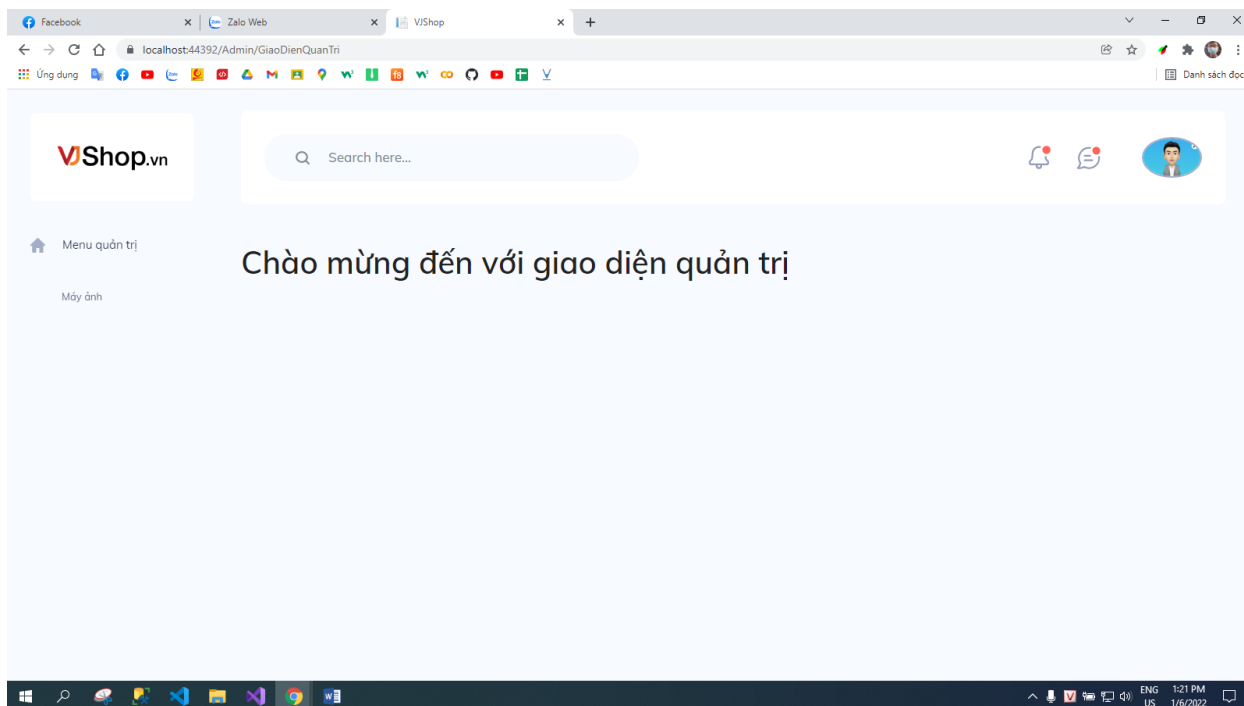 Facebook
Zalo Web
VJShop
localhost:44392/Admin/GiaoDienQuanTri
Ứng dụng
Danh sách đọc
VJShop.vn
Search here...
Menu quản trị
Chào mừng đến với giao diện quản trị
Máy ảnh
ENG
1:21 PM
US
1/6/2022